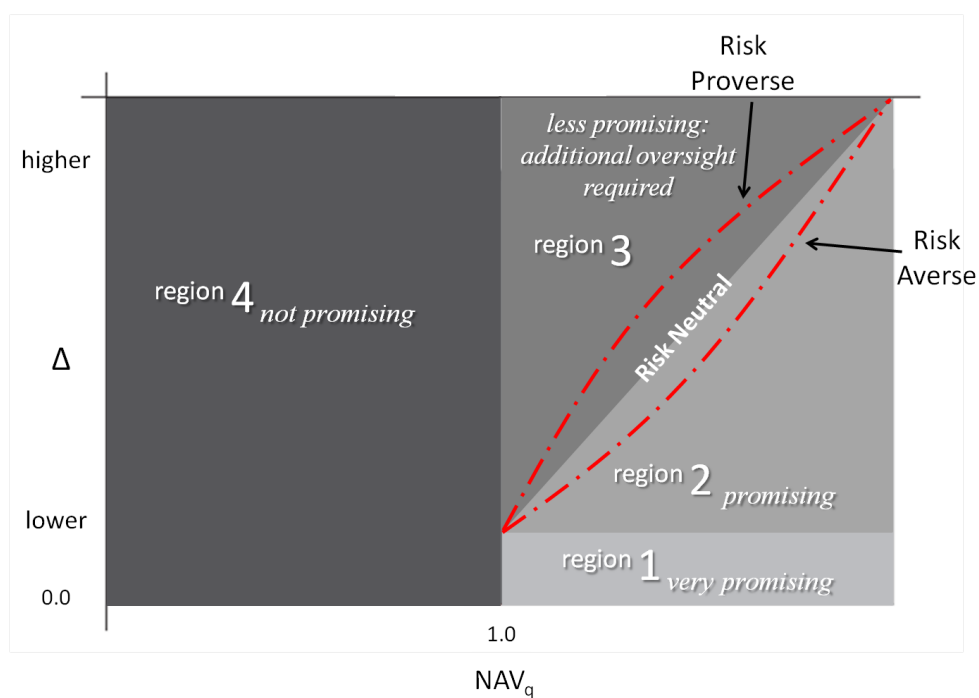 Risk
Proverse
higher
less promising:
additional oversight
required
region 3
Risk
Averse
region 4 not promising
Δ
Risk Neutral
region 2 promising
lower
region 1 very promising
0.0
1.0
NAVq